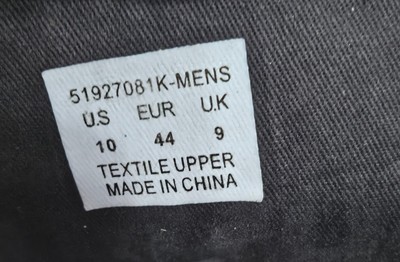 51927081K-MENS
U.S EUR U.K
10 44 9
TEXTILE UPPER
MADE IN CHINA